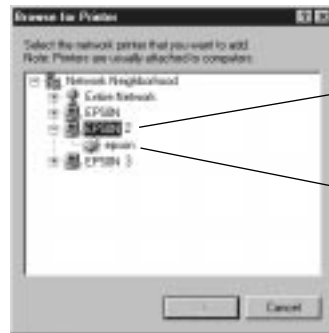 Browse for Printer
Select the network printer that you want to add.
Note: Printers are usually attached to computers.
Network Neighborhood
Entire Network
EPSON
EPSON 2
epson
EPSON 3
Cancel